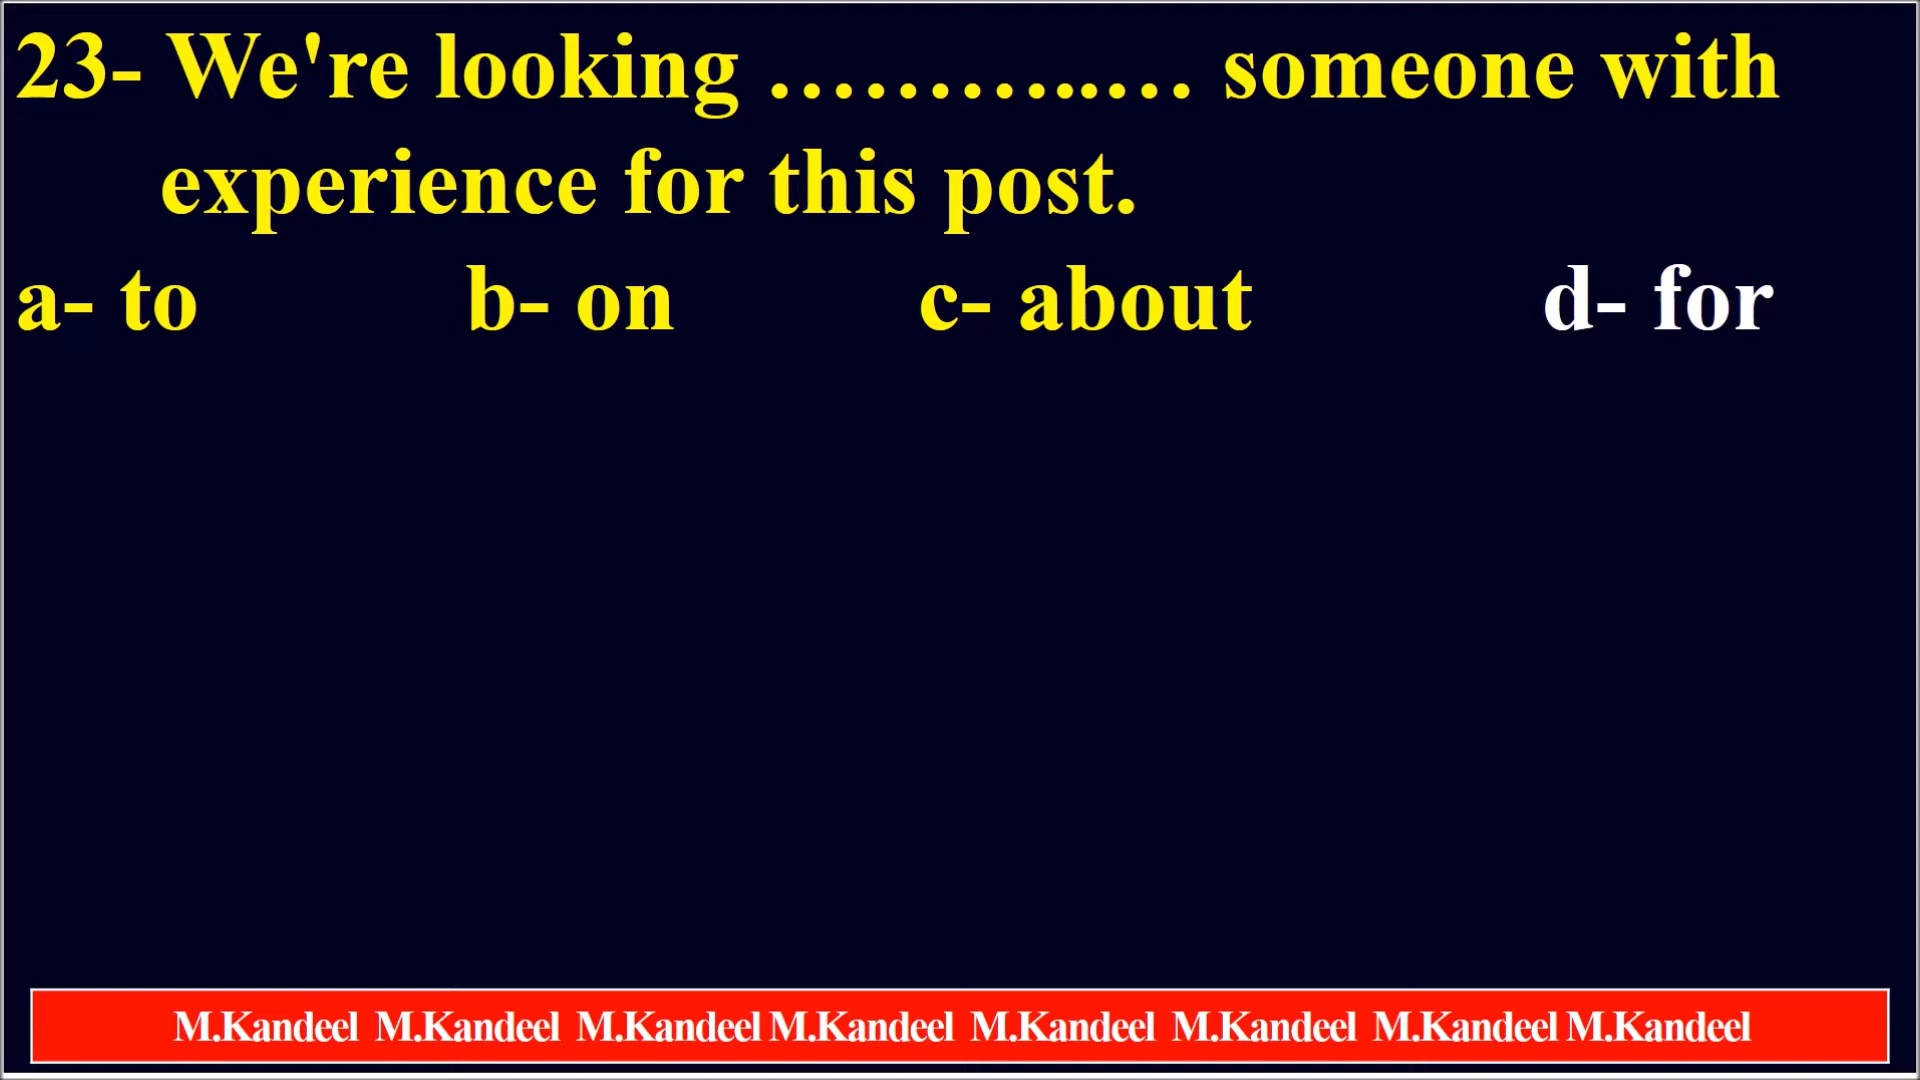 23- We're looking ………..… someone with
experience for this post.
a- to b- on c- about d- for
M.Kandeel M.Kandeel M.Kandeel M.Kandeel M.Kandeel M.Kandeel M.Kandeel M.Kandeel